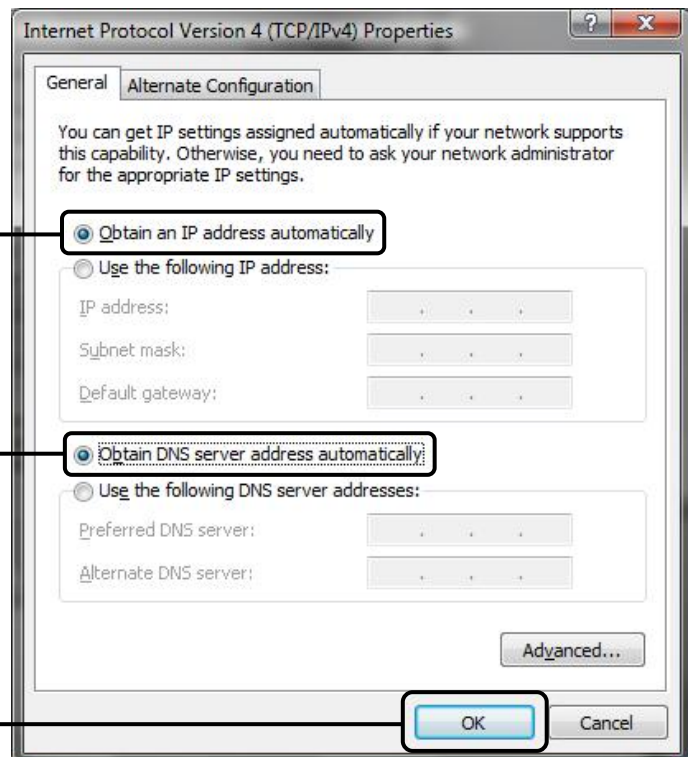 Internet Protocol Version 4 (TCP/IPv4) Properties
?
X
General
Alternate Configuration
You can get IP settings assigned automatically if your network supports
this capability. Otherwise, you need to ask your network administrator
for the appropriate IP settings.
Obtain an IP address automatically
Use the following IP address:
IP address:
. . .
Subnet mask:
. . .
Default gateway:
. . .
Obtain DNS server address automatically
Use the following DNS server addresses:
Preferred DNS server:
. . .
Alternate DNS server:
. . .
Advanced...
OK
Cancel